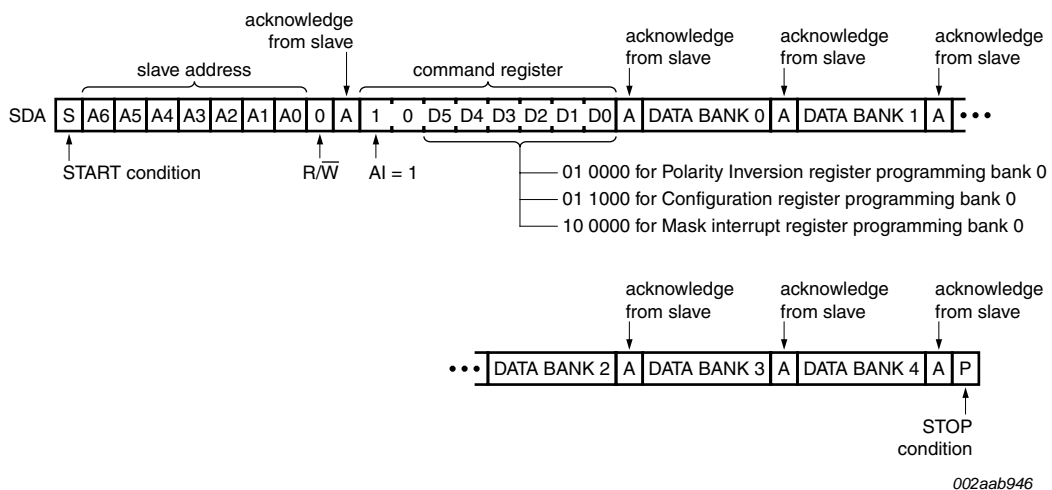 acknowledge
from slave
slave address
command register
acknowledge
from slave
acknowledge
from slave
acknowledge
from slave
SDA S A6 A5 A4 A3 A2 A1 A0 0 A 1 0 D5 D4 D3 D2 D1 D0 A DATA BANK 0 A DATA BANK 1 A •••
START condition
R/W̅
AI = 1
01 0000 for Polarity Inversion register programming bank 0
01 1000 for Configuration register programming bank 0
10 0000 for Mask interrupt register programming bank 0
acknowledge
from slave
acknowledge
from slave
acknowledge
from slave
••• DATA BANK 2 A DATA BANK 3 A DATA BANK 4 A P
STOP
condition
002aab946